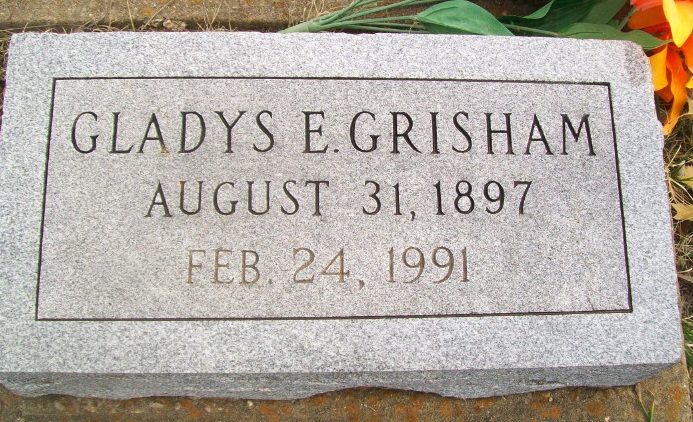 GLADYS E. GRISHAM
AUGUST 31, 1897
FEB. 24, 1991